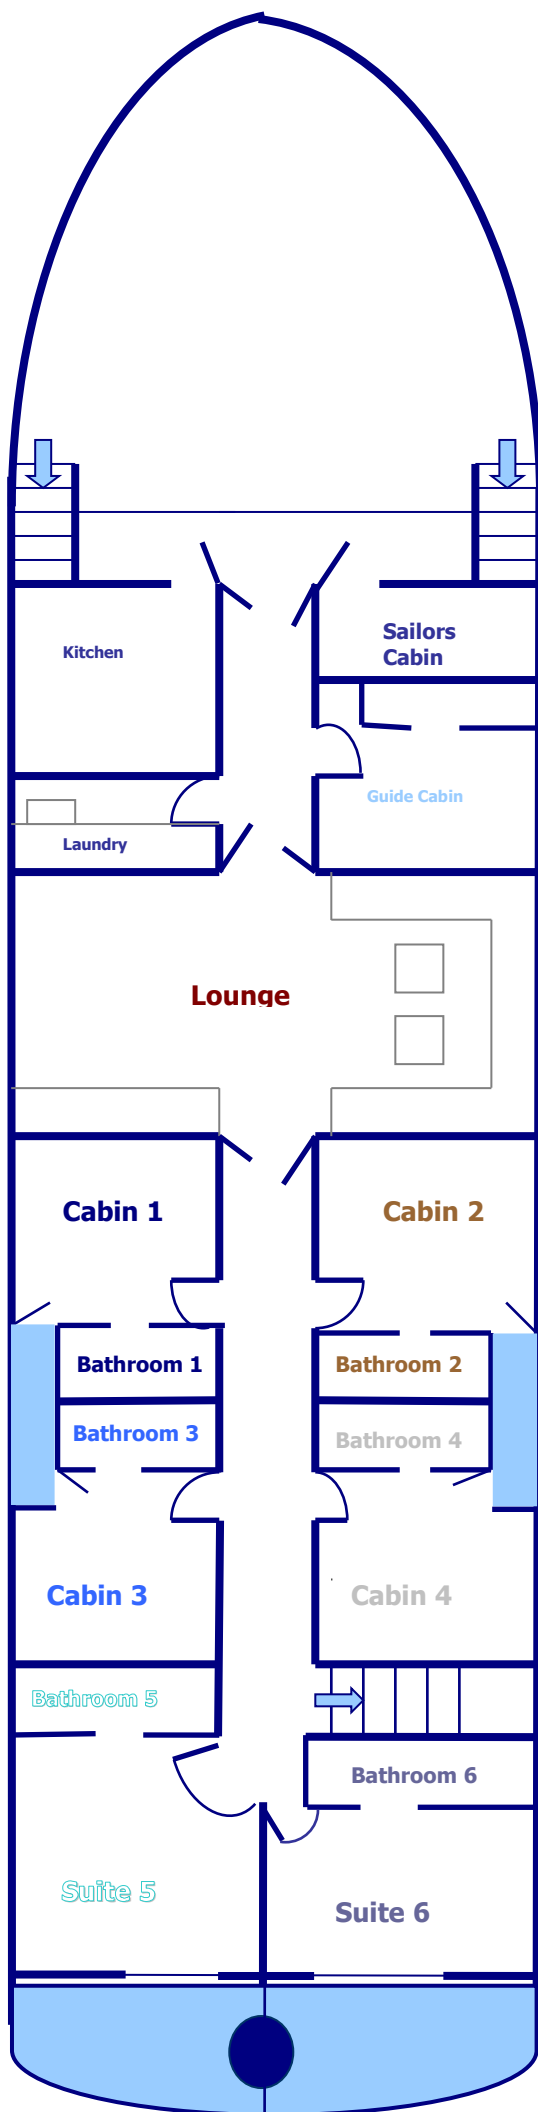 Sailors
Cabin
Kitchen
Guide Cabin
Laundry
Lounge
Cabin 1
Cabin 2
Bathroom 1
Bathroom 2
Bathroom 3
Bathroom 4
Cabin 3
Cabin 4
Bathroom 5
Bathroom 6
Suite 5
Suite 6